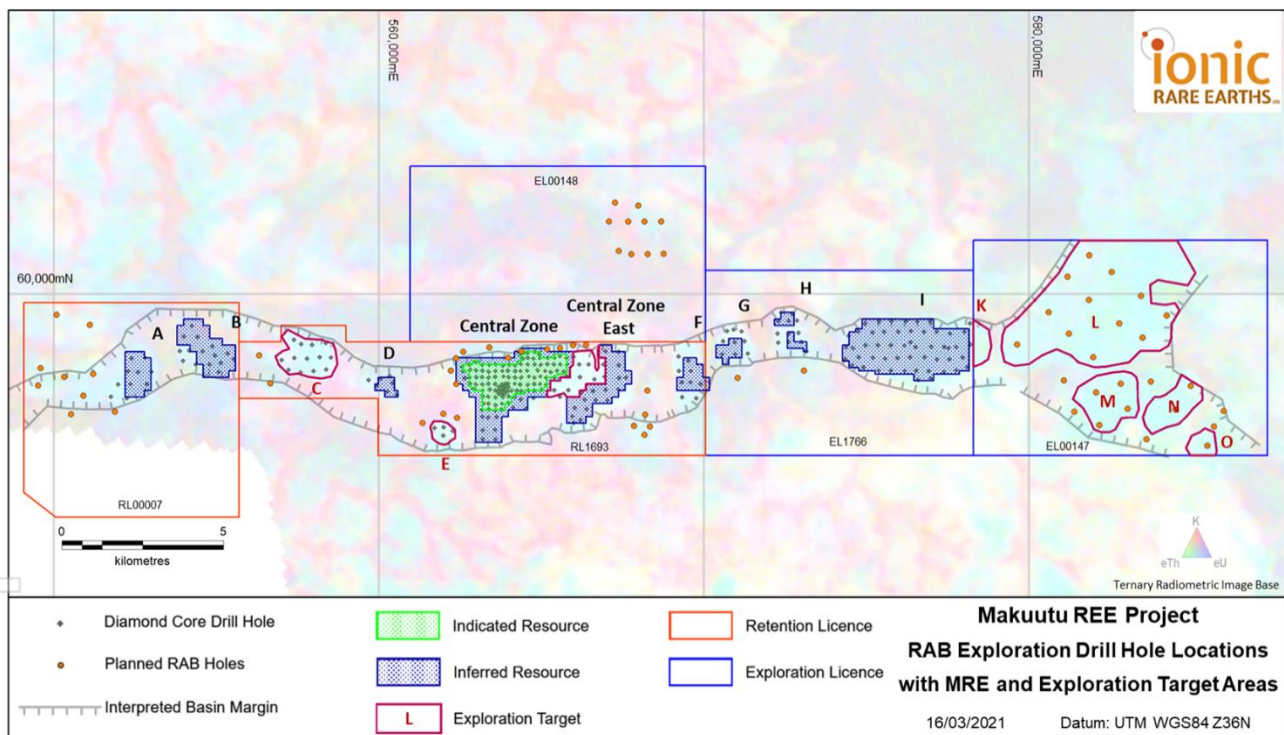 560,000mE
580,000mE
ionic
RARE EARTHS
EL00148
60,000mN
Central Zone
Central Zone
East
A
B
C
D
E
F
G
H
I
K
L
M
N
O
RL00007
RL1693
EL1766
EL00147
0
5
kilometres
K
eTh
eU
Ternary Radiometric Image Base
Diamond Core Drill Hole
Planned RAB Holes
Interpreted Basin Margin
Indicated Resource
Inferred Resource
L
Exploration Target
Retention Licence
Exploration Licence
Makuutu REE Project
RAB Exploration Drill Hole Locations
with MRE and Exploration Target Areas
16/03/2021
Datum: UTM WGS84 Z36N